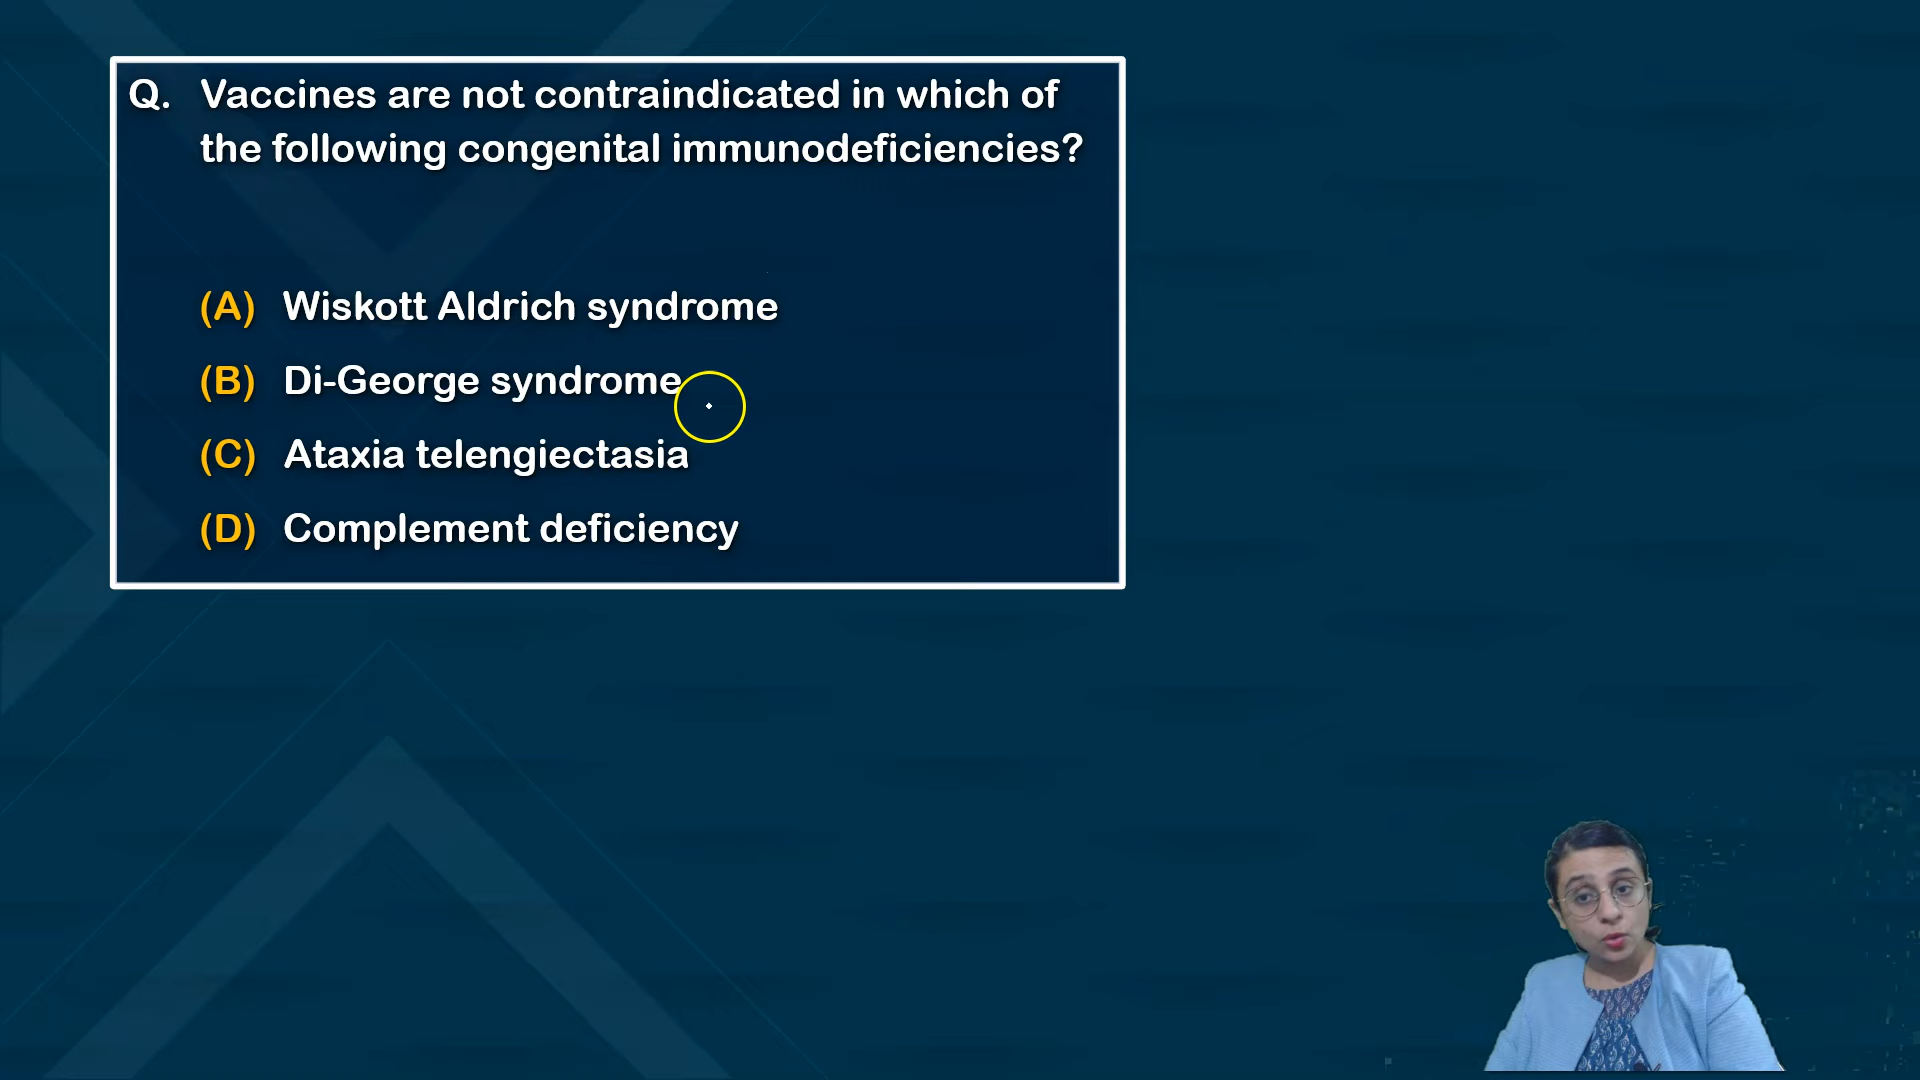 Q. Vaccines are not contraindicated in which of
the following congenital immunodeficiencies?
(A) Wiskott Aldrich syndrome
(B) Di-George syndrome
(C) Ataxia telengiectasia
(D) Complement deficiency